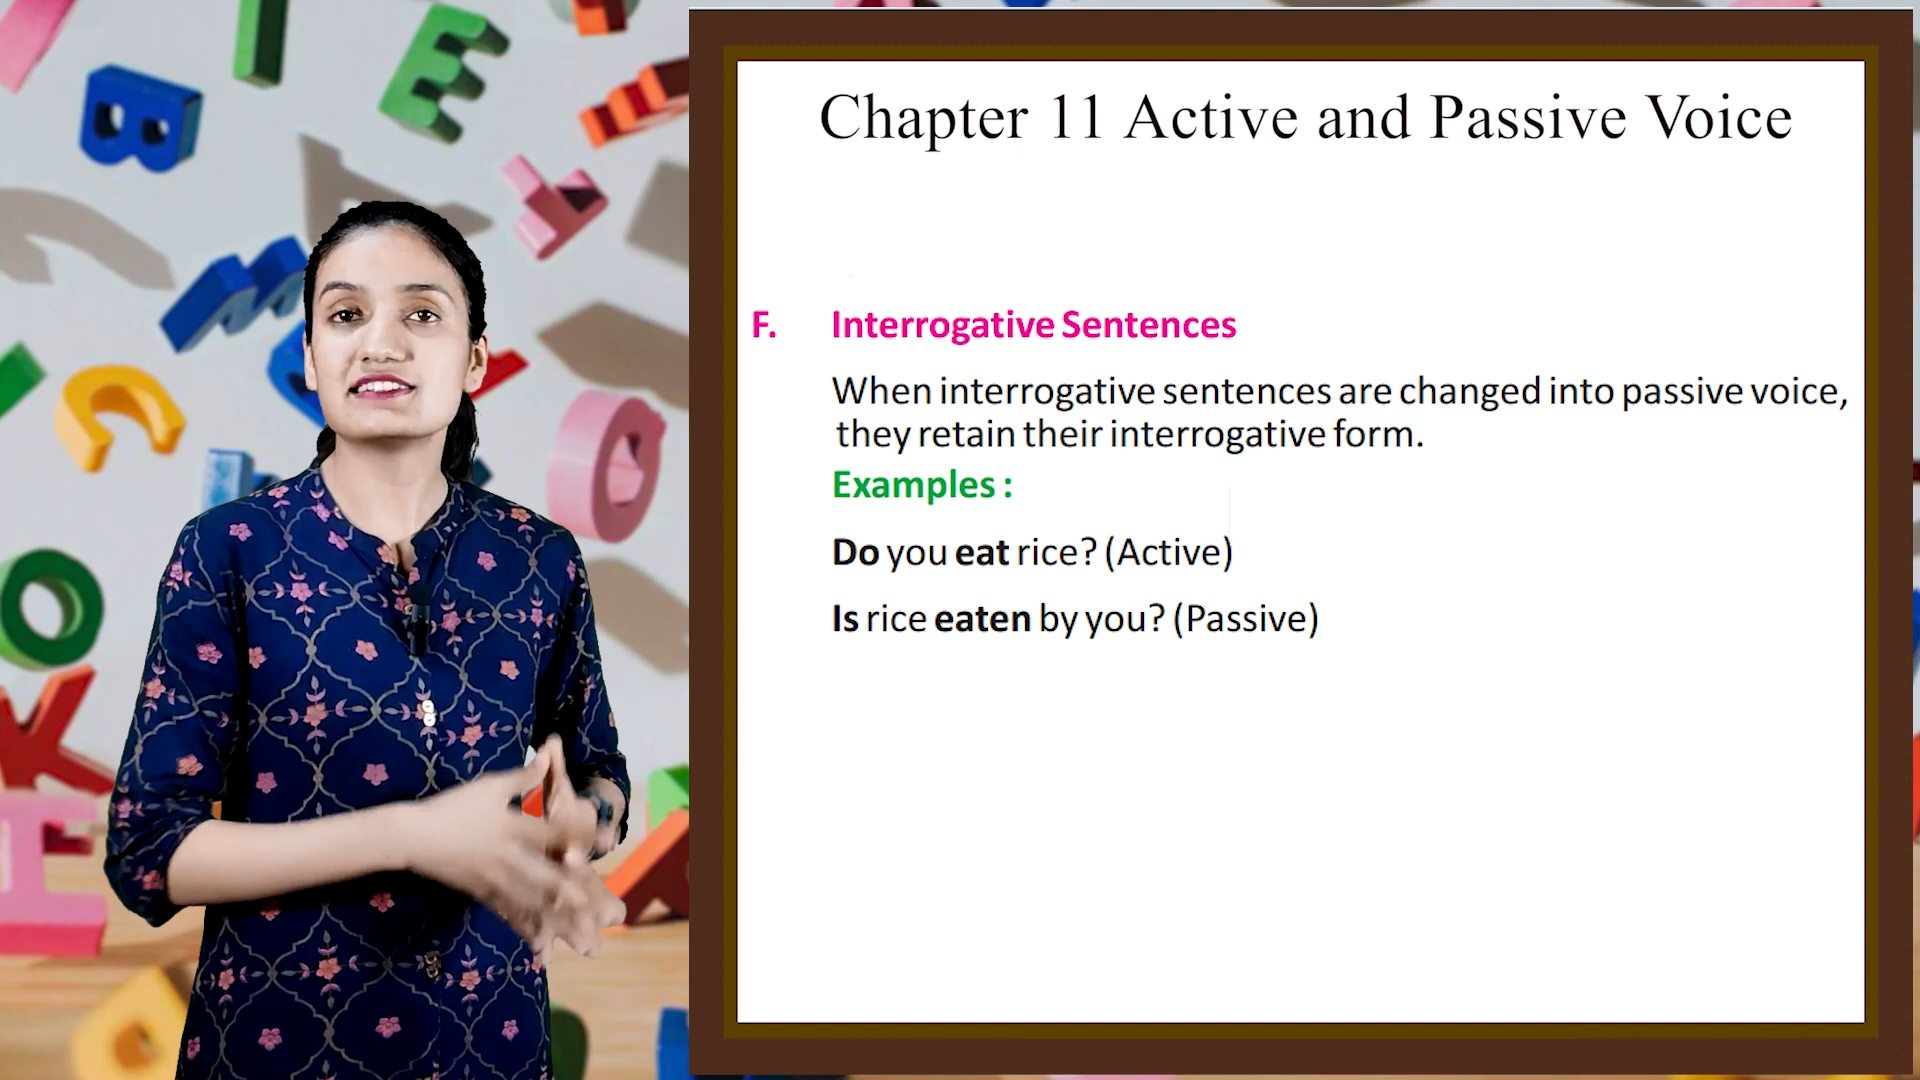 Chapter 11 Active and Passive Voice
F. Interrogative Sentences
When interrogative sentences are changed into passive voice,
they retain their interrogative form.
Examples :
Do you eat rice? (Active)
Is rice eaten by you? (Passive)